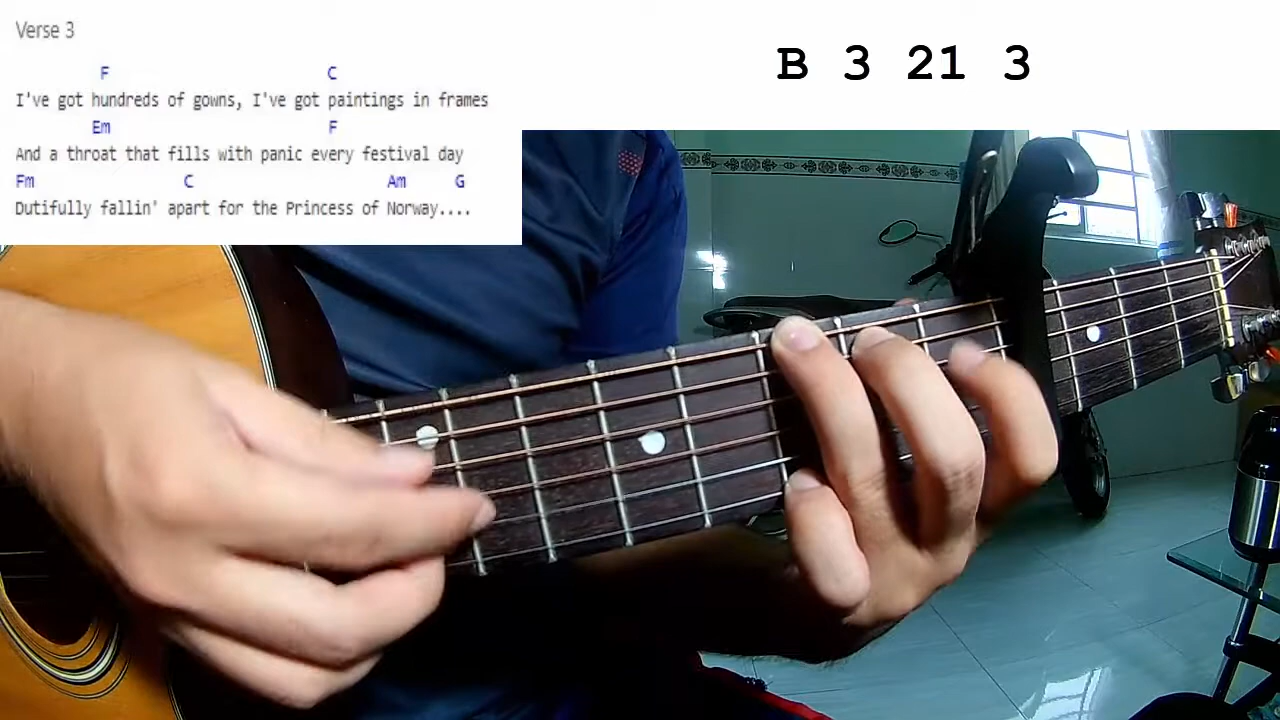 Verse 3
F C
I've got hundreds of gowns, I've got paintings in frames
Em F
And a throat that fills with panic every festival day
Fm C Am G
Dutifully fallin' apart for the Princess of Norway....
B 3 21 3